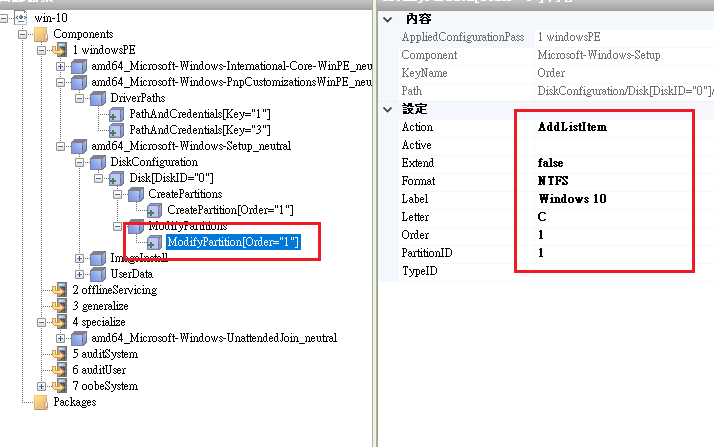 win-10
Components
1 windowsPE
amd64_Microsoft-Windows-International-Core-WinPE_neu
amd64_Microsoft-Windows-PnpCustomizationsWinPE_neut
DriverPaths
PathAndCredentials[Key="1"]
PathAndCredentials[Key="3"]
amd64_Microsoft-Windows-Setup_neutral
DiskConfiguration
Disk[DiskID="0"]
CreatePartitions
CreatePartition[Order="1"]
ModifyPartitions
ModifyPartition[Order="1"]
ImageInstall
UserData
2 offlineServicing
3 generalize
4 specialize
amd64_Microsoft-Windows-UnattendedJoin_neutral
5 auditSystem
6 auditUser
7 oobeSystem
Packages
內容
AppliedConfigurationPass 1 windowsPE
Component Microsoft-Windows-Setup
KeyName Order
Path DiskConfiguration/Disk[DiskID="0"]/
設定
Action AddListItem
Active
Extend false
Format NTFS
Label Windows 10
Letter C
Order 1
PartitionID 1
TypeID